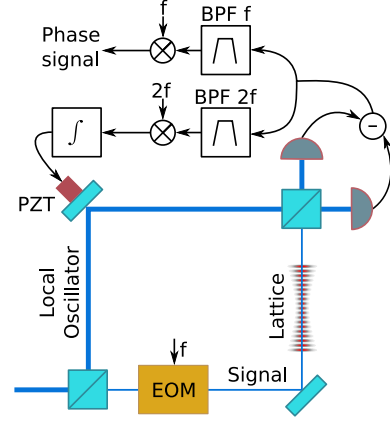 f
BPF f
Phase
signal
2f
BPF 2f
∫
−
PZT
Local
Oscillator
Lattice
f
Signal
EOM